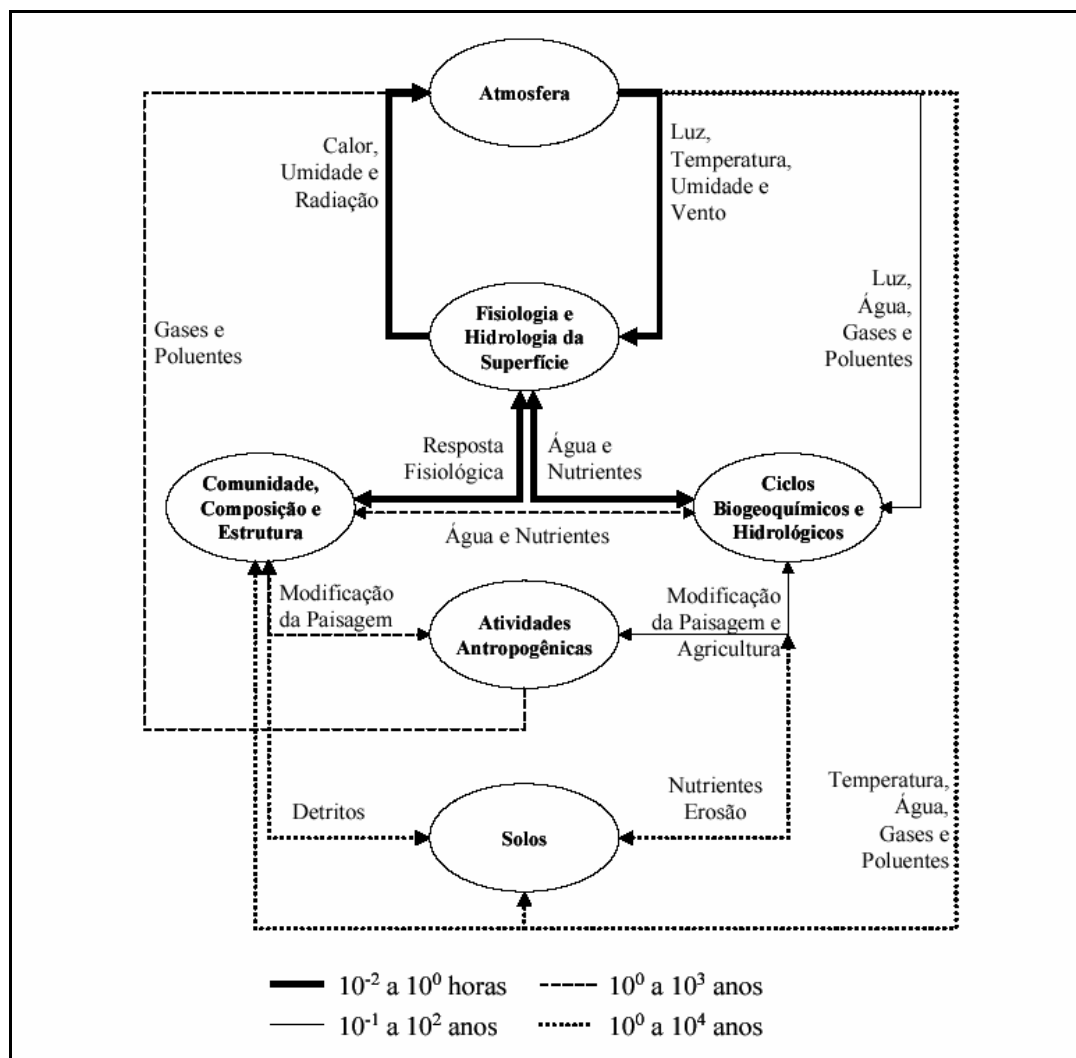 Atmosfera
Calor,
Umidade e
Radiação
Luz,
Temperatura,
Umidade e
Vento
Luz,
Água,
Gases e
Poluentes
Gases e
Poluentes
Fisiologia e
Hidrologia da
Superfície
Resposta
Fisiológica
Água e
Nutrientes
Comunidade,
Composição e
Estrutura
Ciclos
Biogeoquímicos e
Hidrológicos
Água e Nutrientes
Modificação
da Paisagem
Atividades
Antropogênicas
Modificação
da Paisagem e
Agricultura
Detritos
Solos
Nutrientes
Erosão
Temperatura,
Água,
Gases e
Poluentes
10⁻² a 10⁰ horas
10⁰ a 10³ anos
10⁻¹ a 10² anos
10⁰ a 10⁴ anos